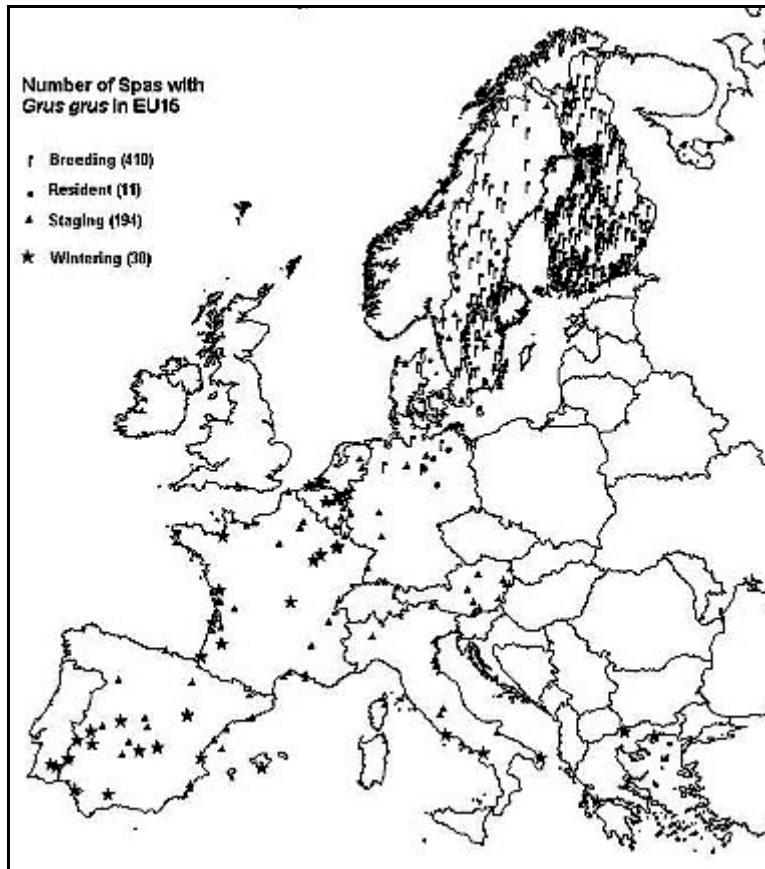 Number of Spas with
Grus grus in EU15
Breeding (410)
Resident (11)
Staging (194)
Wintering (30)